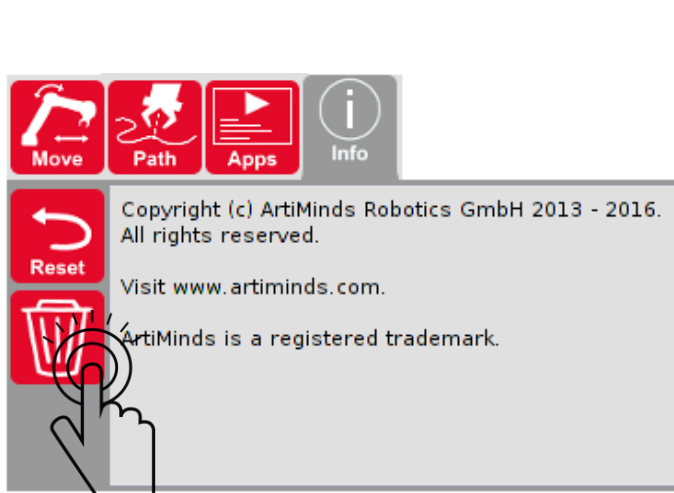 Move
Path
Apps
Info
Reset
Copyright (c) ArtiMinds Robotics GmbH 2013 - 2016.
All rights reserved.
Visit www.artiminds.com.
ArtiMinds is a registered trademark.